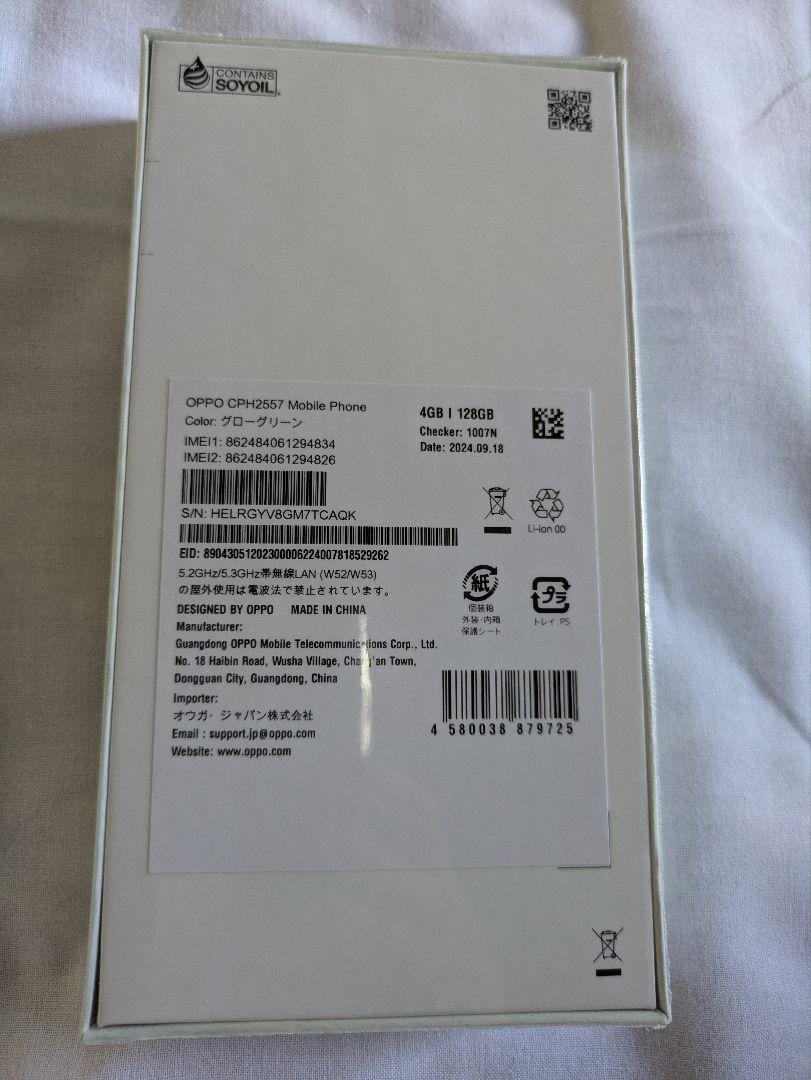 CONTAINS
SOYOIL
OPPO CPH2557 Mobile Phone
Color: グローグリーン
IMEI1: 862484061294834
IMEI2: 862484061294826
S/N: HELRGYV8GM7TCAQK
EID: 89043051202300006224007818529262
5.2GHz/5.3GHz帯無線LAN (W52/W53)
の屋外使用は電波法で禁止されています。
DESIGNED BY OPPO MADE IN CHINA
Manufacturer:
Guangdong OPPO Mobile Telecommunications Corp., Ltd.
No. 18 Haibin Road, Wusha Village, Chang'an Town,
Dongguan City, Guangdong, China
Importer:
オウガ・ジャパン株式会社
Email : support.jp@oppo.com
Website: www.oppo.com
4GB | 128GB
Checker: 1007N
Date: 2024.09.18
Li-ion 00
紙
個装箱
外装・内箱
保護シート
プラ
トレイ: PS
4 580038 879725